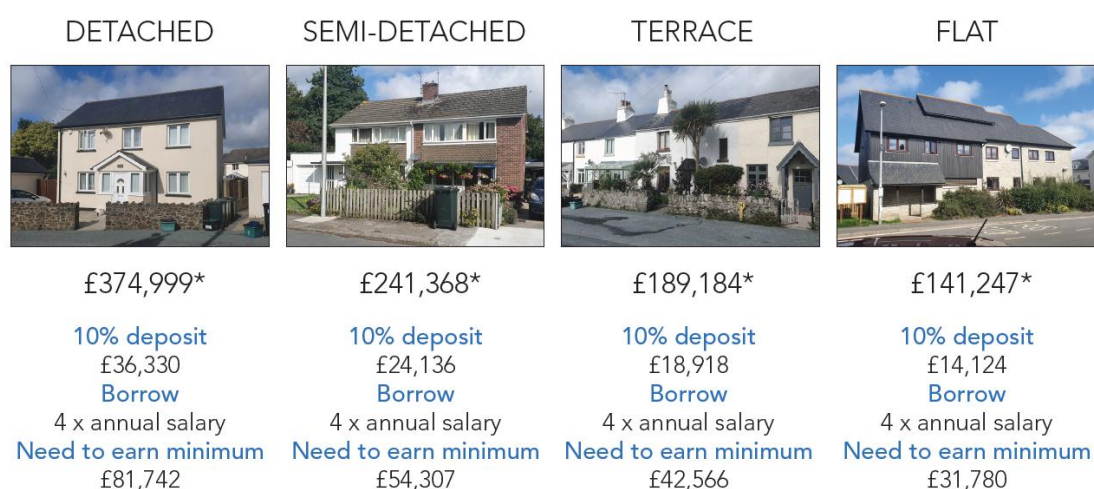 DETACHED
£374,999*
10% deposit
£36,330
Borrow
4 x annual salary
Need to earn minimum
£81,742
SEMI-DETACHED
£241,368*
10% deposit
£24,136
Borrow
4 x annual salary
Need to earn minimum
£54,307
TERRACE
£189,184*
10% deposit
£18,918
Borrow
4 x annual salary
Need to earn minimum
£42,566
FLAT
£141,247*
10% deposit
£14,124
Borrow
4 x annual salary
Need to earn minimum
£31,780